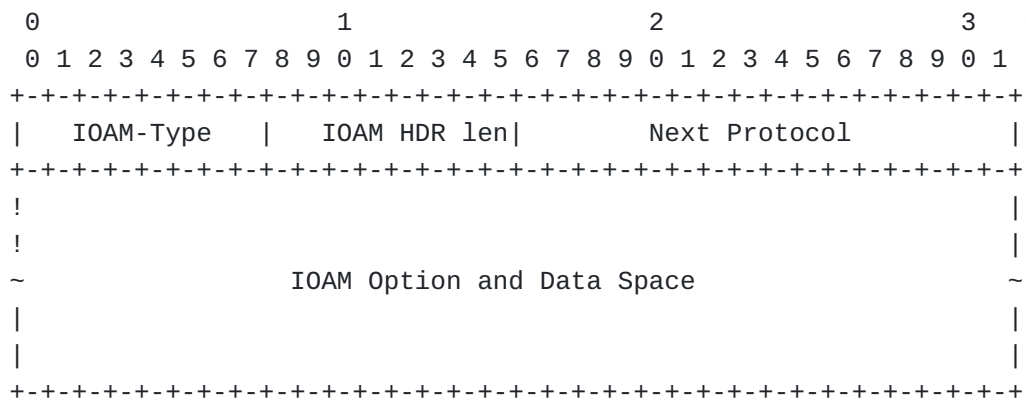 0                   1                   2                   3
 0 1 2 3 4 5 6 7 8 9 0 1 2 3 4 5 6 7 8 9 0 1 2 3 4 5 6 7 8 9 0 1
+-+-+-+-+-+-+-+-+-+-+-+-+-+-+-+-+-+-+-+-+-+-+-+-+-+-+-+-+-+-+-+-+
|   IOAM-Type   |   IOAM HDR len|        Next Protocol          |
+-+-+-+-+-+-+-+-+-+-+-+-+-+-+-+-+-+-+-+-+-+-+-+-+-+-+-+-+-+-+-+-+
!                                                               |
!                                                               |
~                 IOAM Option and Data Space                    ~
|                                                               |
|                                                               |
+-+-+-+-+-+-+-+-+-+-+-+-+-+-+-+-+-+-+-+-+-+-+-+-+-+-+-+-+-+-+-+-+